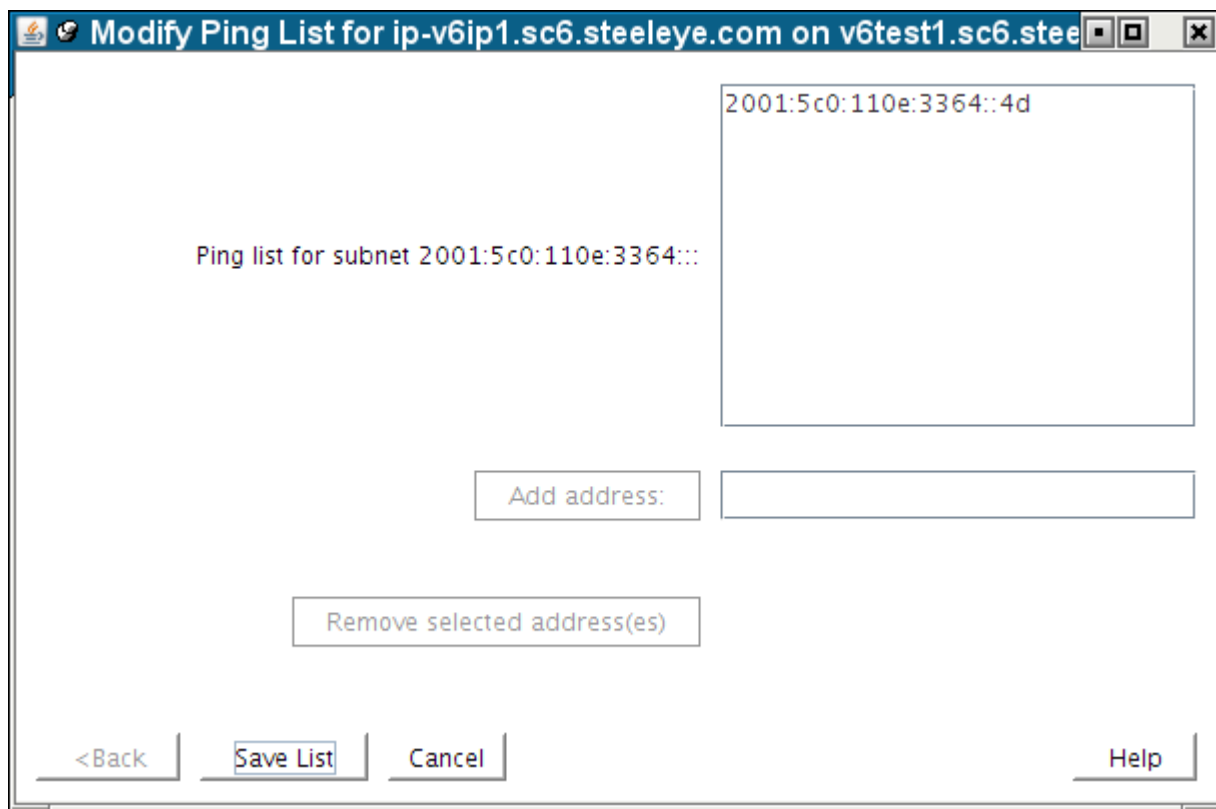 Modify Ping List for ip-v6ip1.sc6.steeleye.com on v6test1.sc6.stee
2001:5c0:110e:3364::4d
Ping list for subnet 2001:5c0:110e:3364:::
Add address:
Remove selected address(es)
<Back
Save List
Cancel
Help